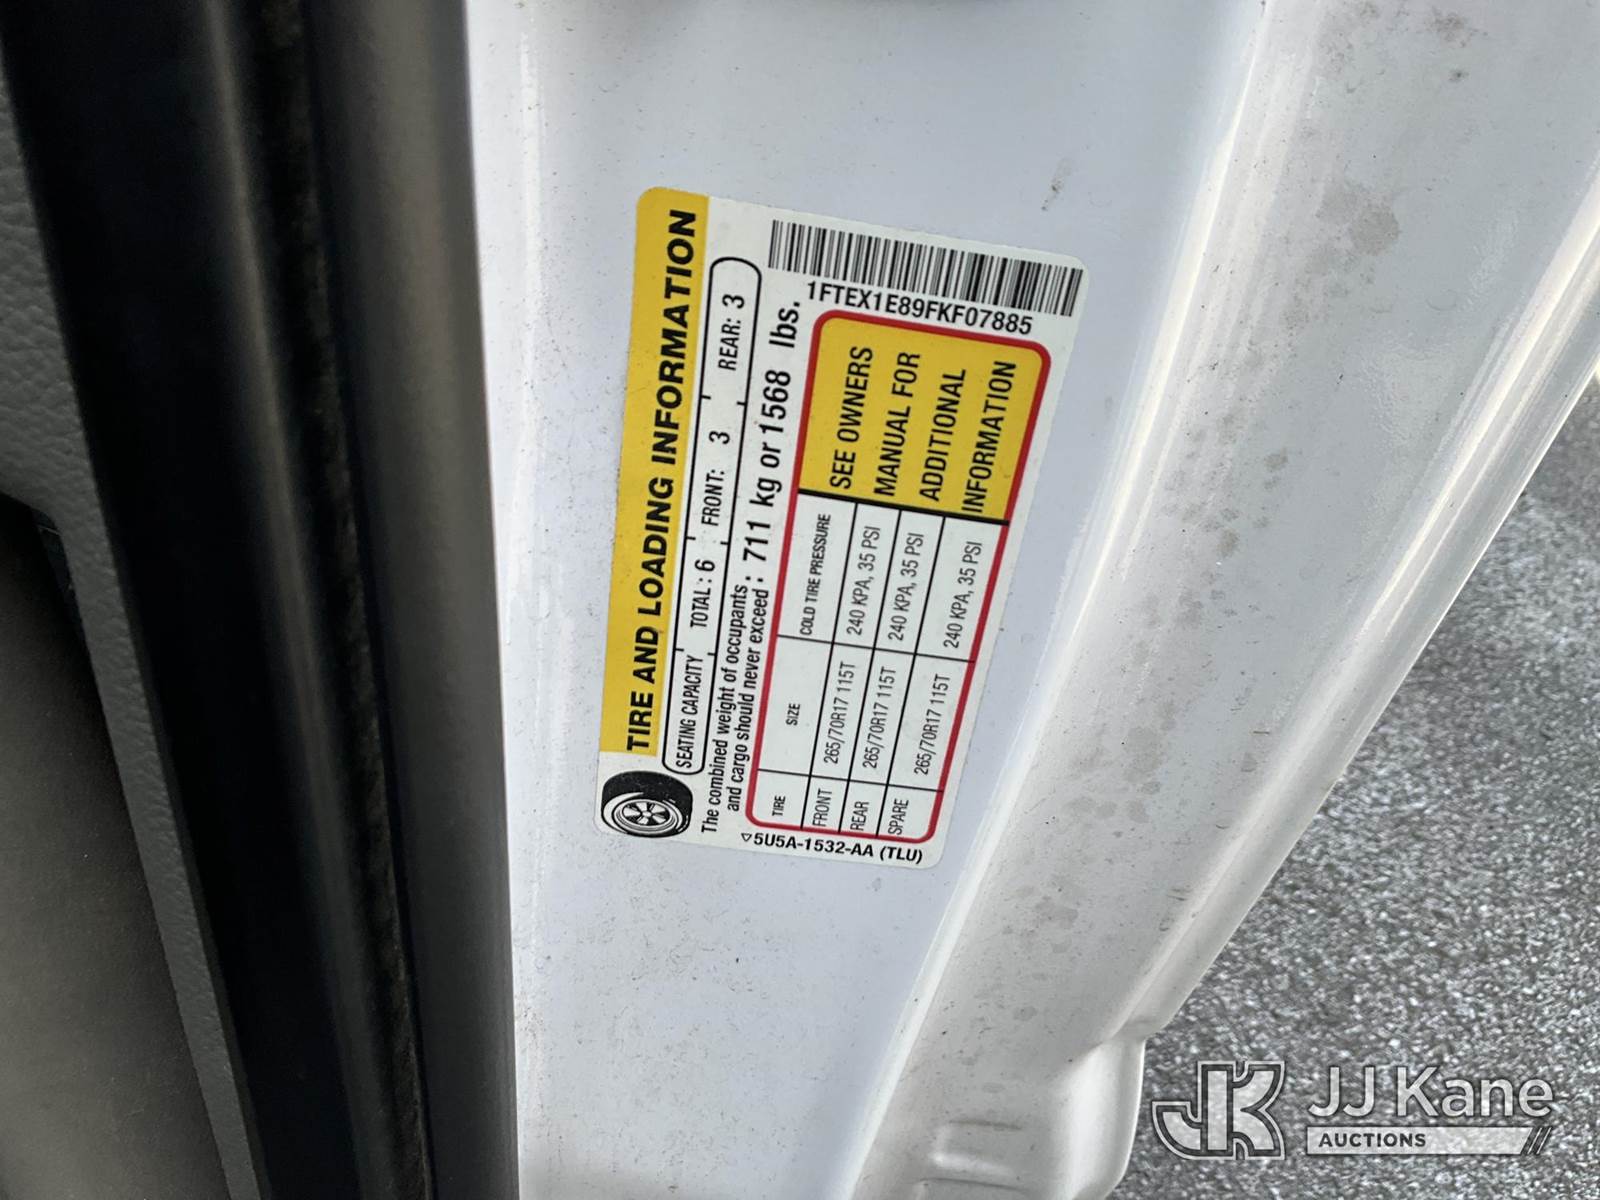 TIRE AND LOADING INFORMATION
SEATING CAPACITY TOTAL: 6 FRONT: 3 REAR: 3
The combined weight of occupants
and cargo should never exceed : 711 kg or 1568 lbs.
TIRE SIZE COLD TIRE PRESSURE
FRONT 265/70R17 115T 240 KPA, 35 PSI
REAR 265/70R17 115T 240 KPA, 35 PSI
SPARE 265/70R17 115T 240 KPA, 35 PSI
SEE OWNERS
MANUAL FOR
ADDITIONAL
INFORMATION
5U5A-1532-AA (TLU)
1FTEX1E89FKF07885
JK
JJ Kane
AUCTIONS